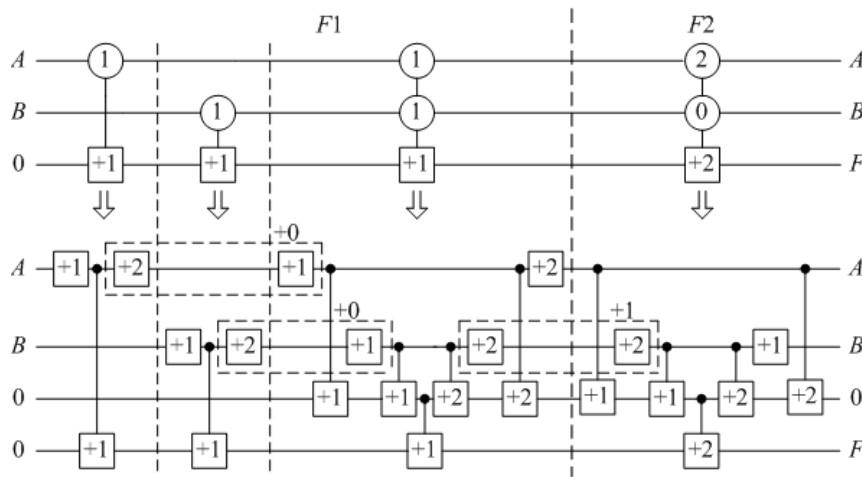 F1 F2
A 1 1 2 A
B 1 1 0 B
0 +1 +1 +1 +2 F
+0
A +1 +2 +1 +2 A
+0 +1
B +1 +2 +1 +2 +2 +1 B
0 +1 +1 +2 +2 +1 +1 +2 +2 0
0 +1 +1 +1 +2 F